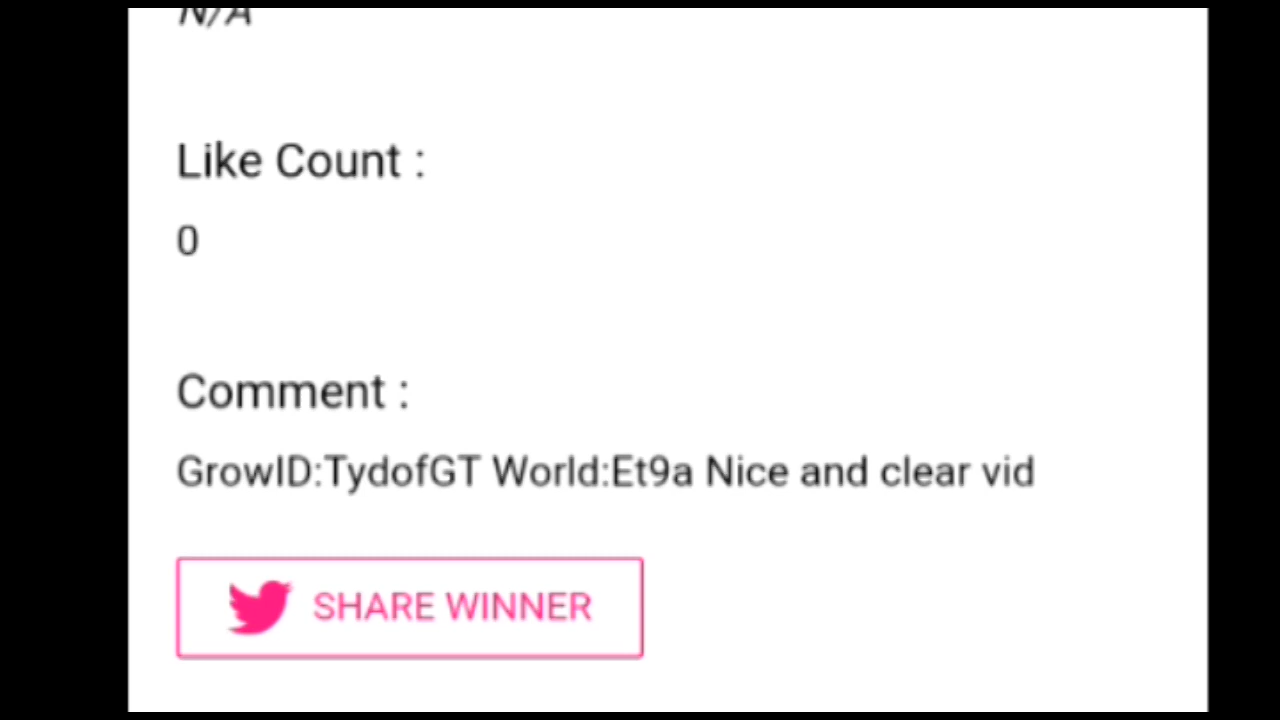 N/A
Like Count :
0
Comment :
GrowID:TydofGT World:Et9a Nice and clear vid
SHARE WINNER